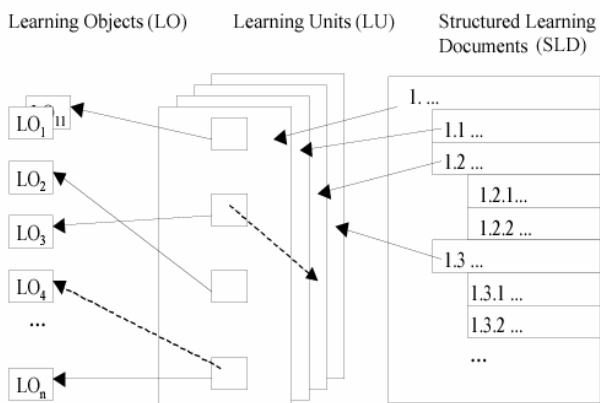 Learning Objects (LO)
Learning Units (LU)
Structured Learning
Documents (SLD)
LO₁₁
LO₁
LO₂
LO₃
LO₄
...
LOₙ
1. ...
1.1 ...
1.2 ...
1.2.1...
1.2.2 ...
1.3 ...
1.3.1 ...
1.3.2 ...
...